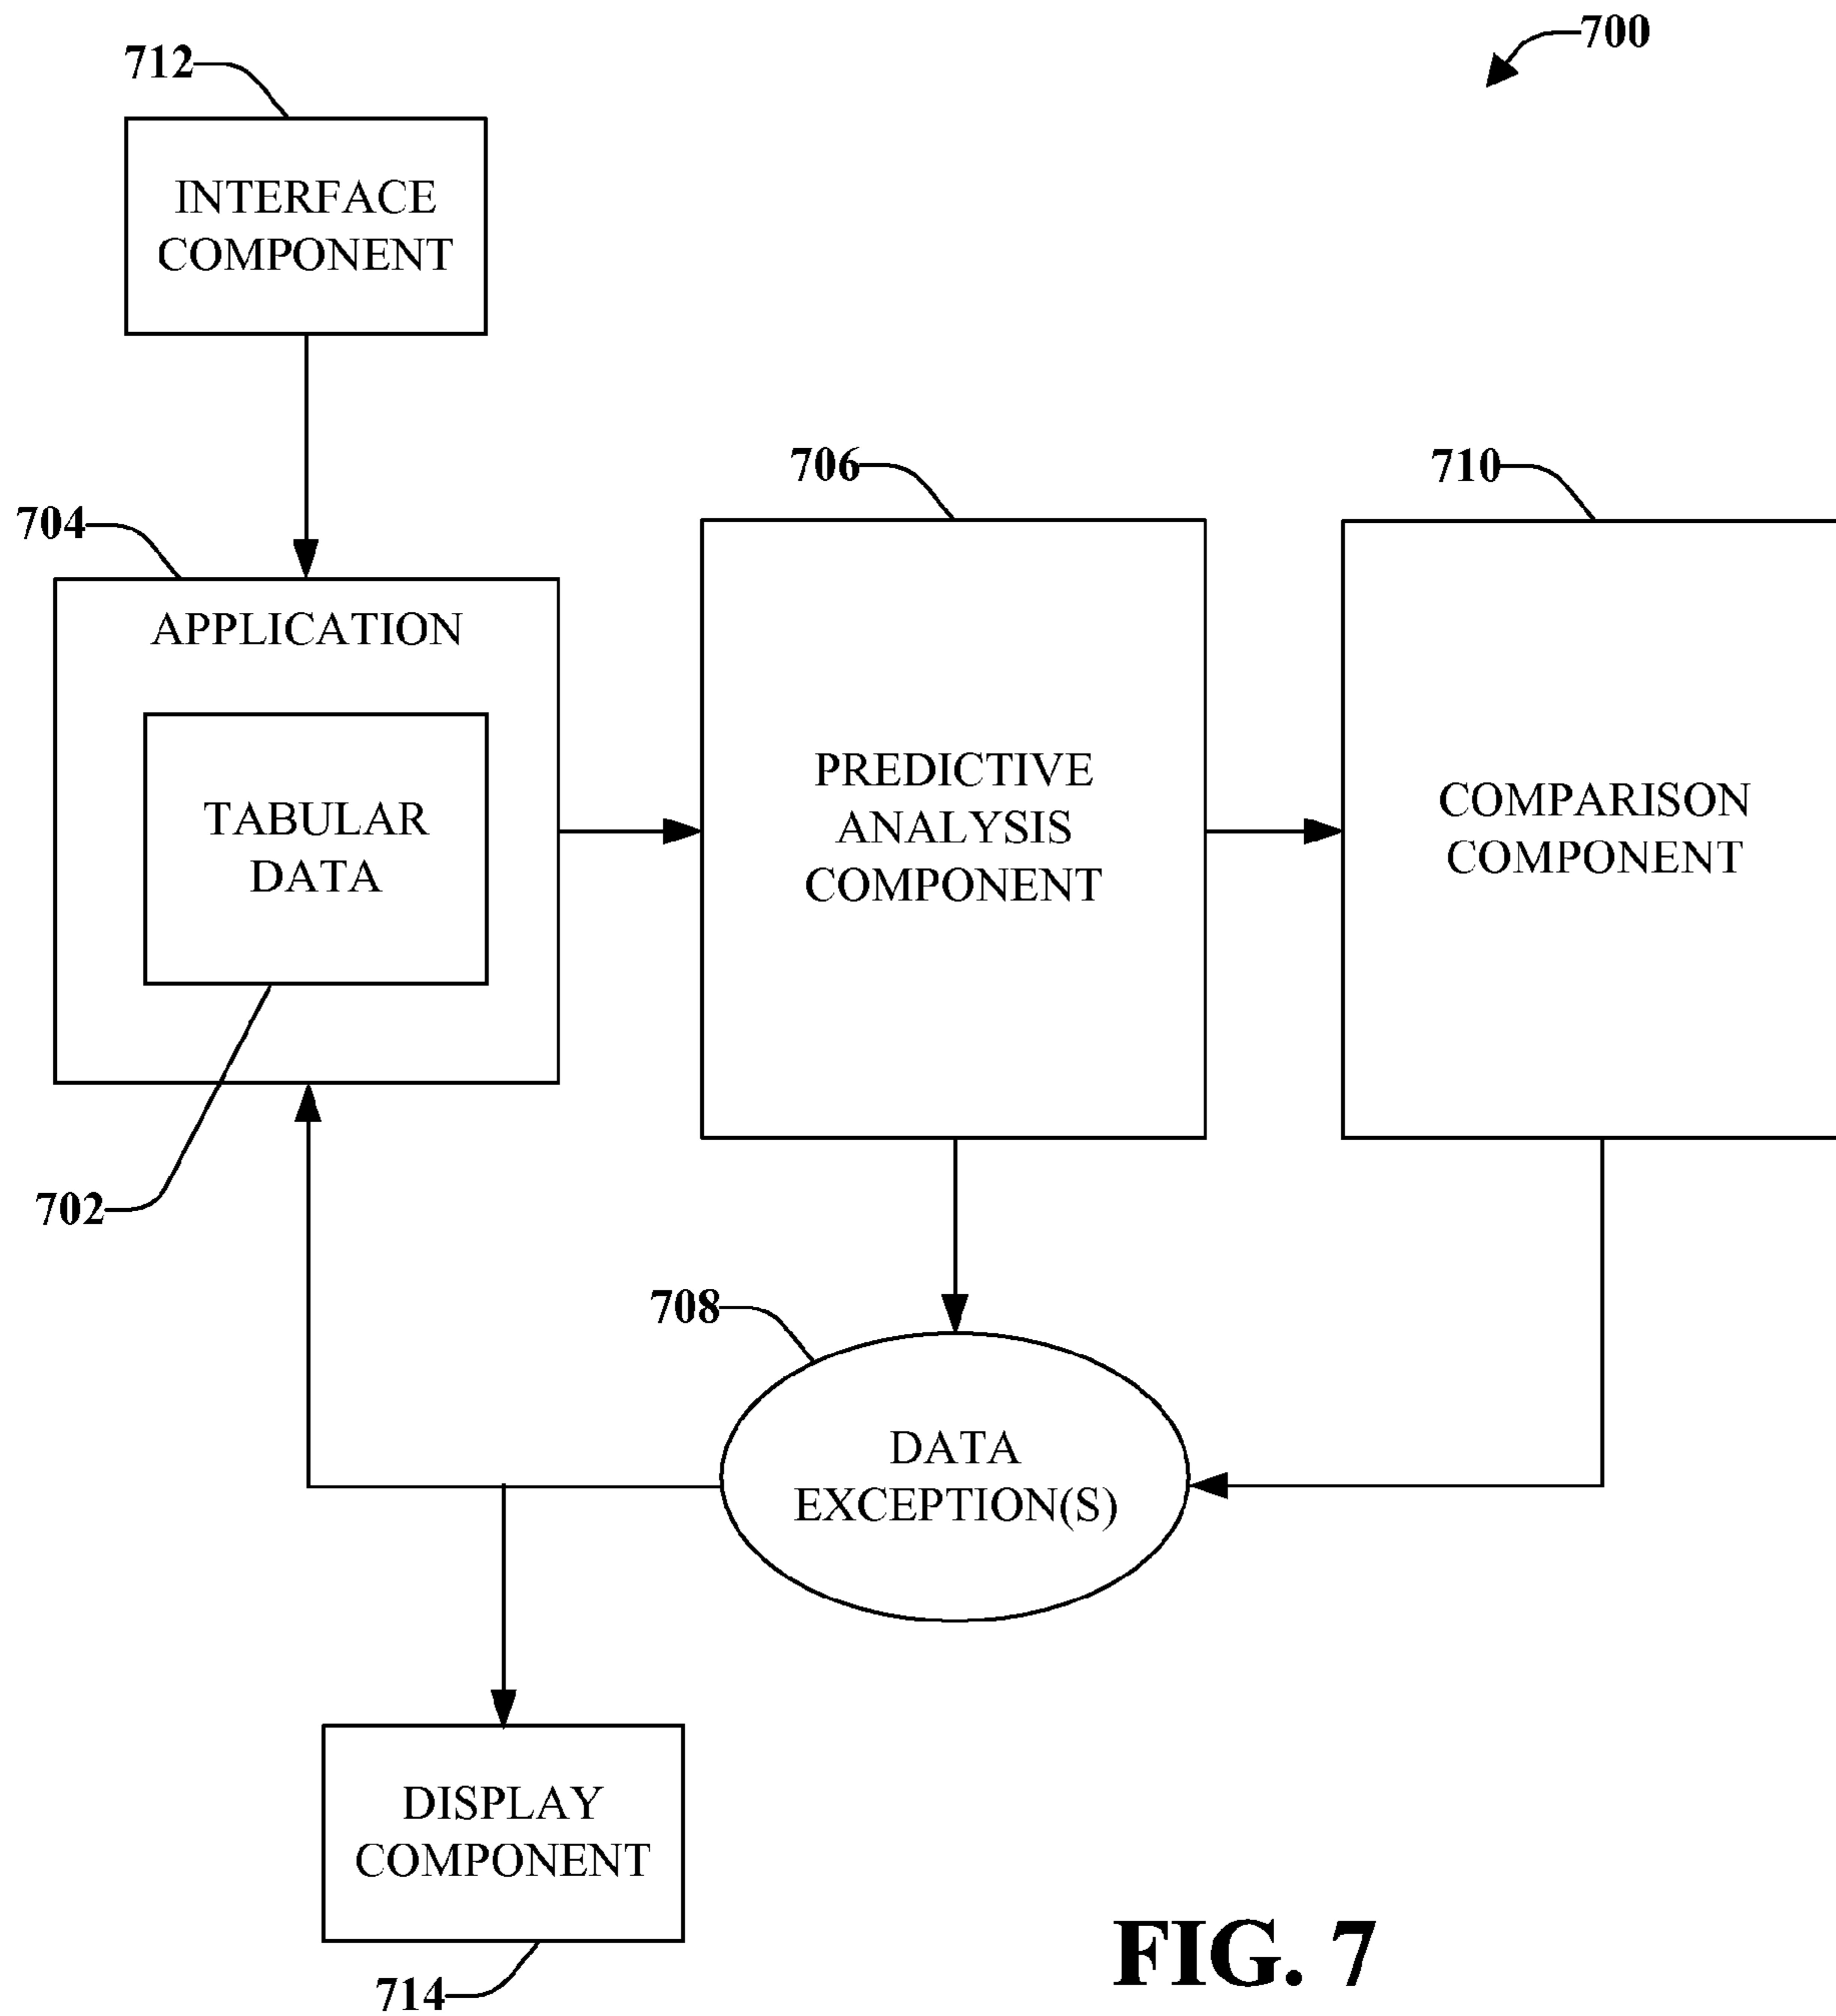 700
712
INTERFACE
COMPONENT
704
706
710
APPLICATION
TABULAR
DATA
PREDICTIVE
ANALYSIS
COMPONENT
COMPARISON
COMPONENT
702
708
DATA
EXCEPTION(S)
DISPLAY
COMPONENT
714
FIG. 7